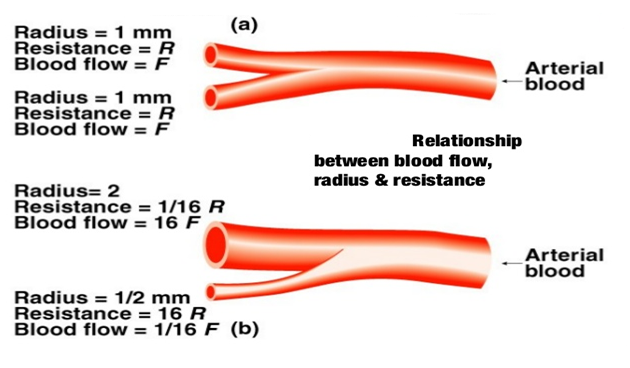 (a)
Radius = 1 mm
Resistance = R
Blood flow = F
Radius = 1 mm
Resistance = R
Blood flow = F
Arterial
blood
Relationship
between blood flow,
radius & resistance
Radius= 2
Resistance = 1/16 R
Blood flow = 16 F
Arterial
blood
Radius = 1/2 mm
Resistance = 16 R
Blood flow = 1/16 F (b)